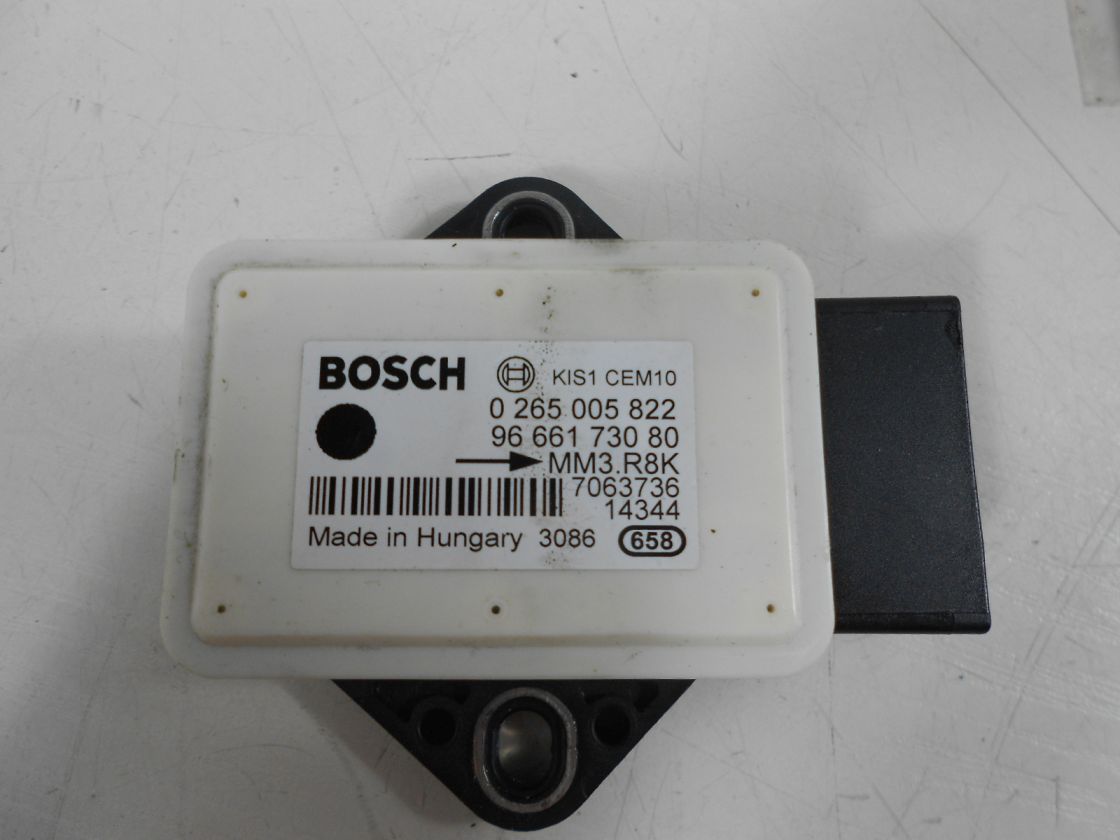 BOSCH KIS1 CEM10
0 265 005 822
96 661 730 80
MM3.R8K
7063736
14344
Made in Hungary 3086 658